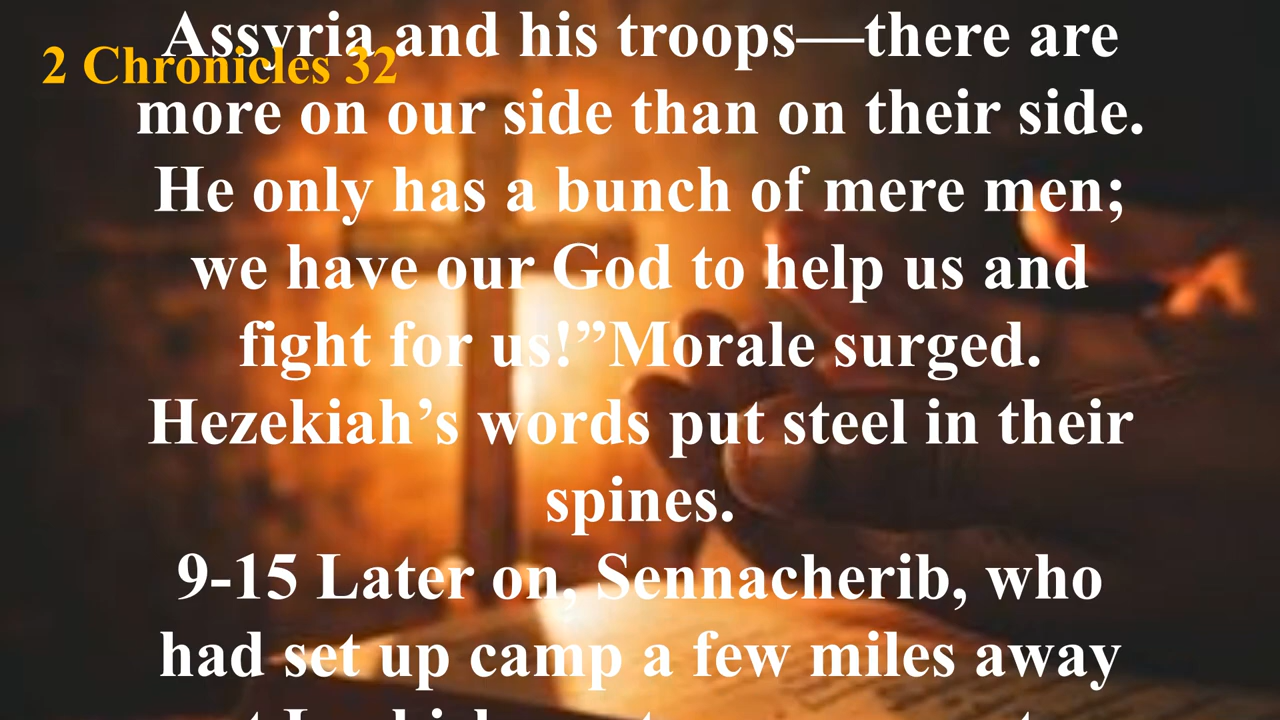 Assyria and his troops—there are
2 Chronicles 32
more on our side than on their side.
He only has a bunch of mere men;
we have our God to help us and
fight for us!”Morale surged.
Hezekiah’s words put steel in their
spines.
9-15 Later on, Sennacherib, who
had set up camp a few miles away